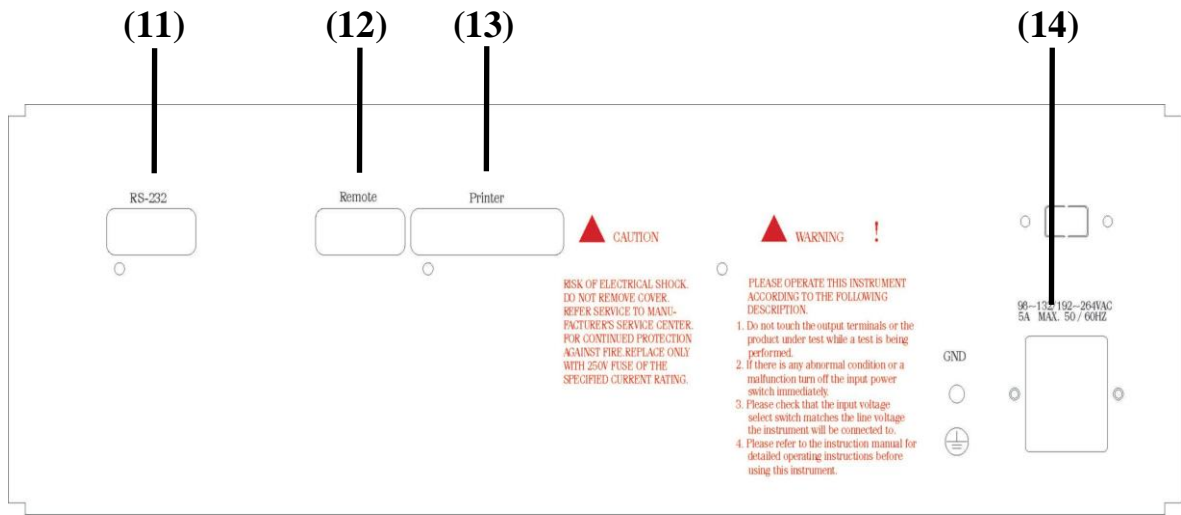 (11) (12) (13) (14)
RS-232 Remote Printer
CAUTION
RISK OF ELECTRICAL SHOCK.
DO NOT REMOVE COVER.
REFER SERVICE TO MANU-
FACTURER'S SERVICE CENTER.
FOR CONTINUED PROTECTION
AGAINST FIRE.REPLACE ONLY
WITH 250V FUSE OF THE
SPECIFIED CURRENT RATING.
WARNING !
PLEASE OPERATE THIS INSTRUMENT
ACCORDING TO THE FOLLOWING
DESCRIPTION.
1. Do not touch the output terminals or the
product under test while a test is being
performed.
2. If there is any abnormal condition or a
malfunction turn off the input power
switch immediately.
3. Please check that the input voltage
select switch matches the line voltage
the instrument will be connected to.
4. Please refer to the instruction manual for
detailed operating instructions before
using this instrument.
98~132/192~264VAC
5A MAX. 50 / 60HZ
GND